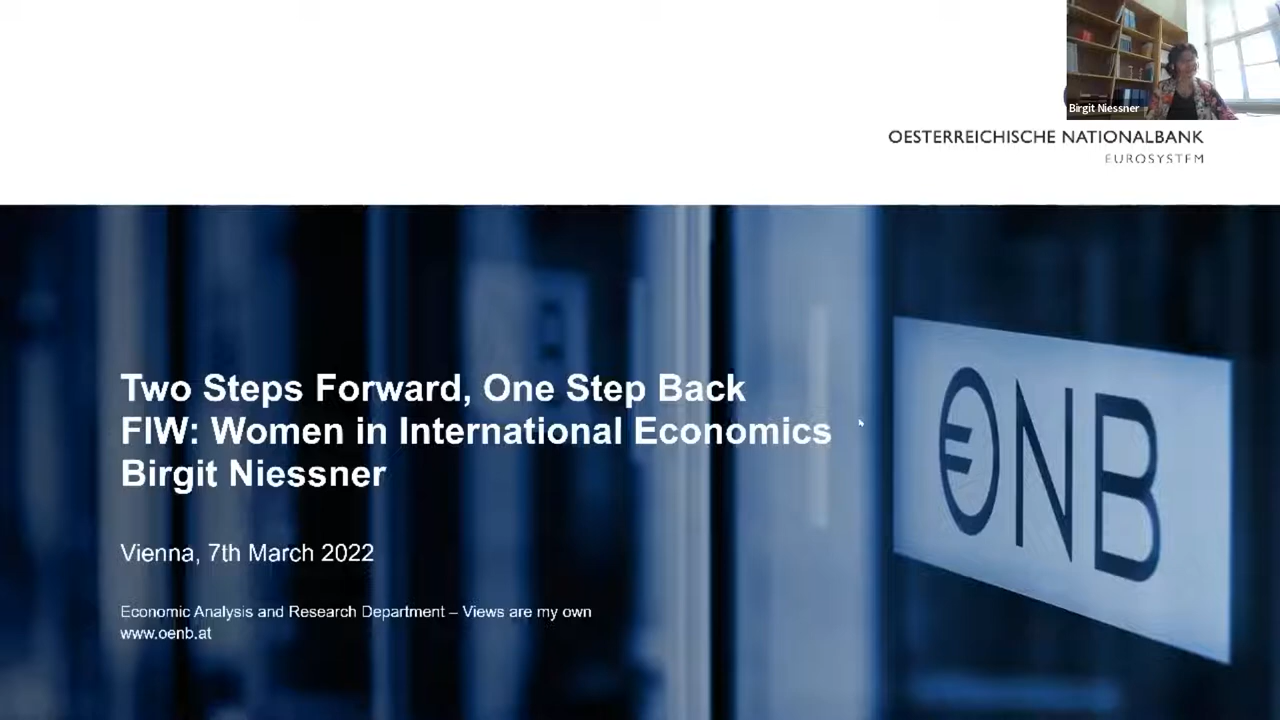 Birgit Niessner
OESTERREICHISCHE NATIONALBANK
EUROSYSTEM
Two Steps Forward, One Step Back
FIW: Women in International Economics
Birgit Niessner
Vienna, 7th March 2022
Economic Analysis and Research Department – Views are my own
www.oenb.at
ONB